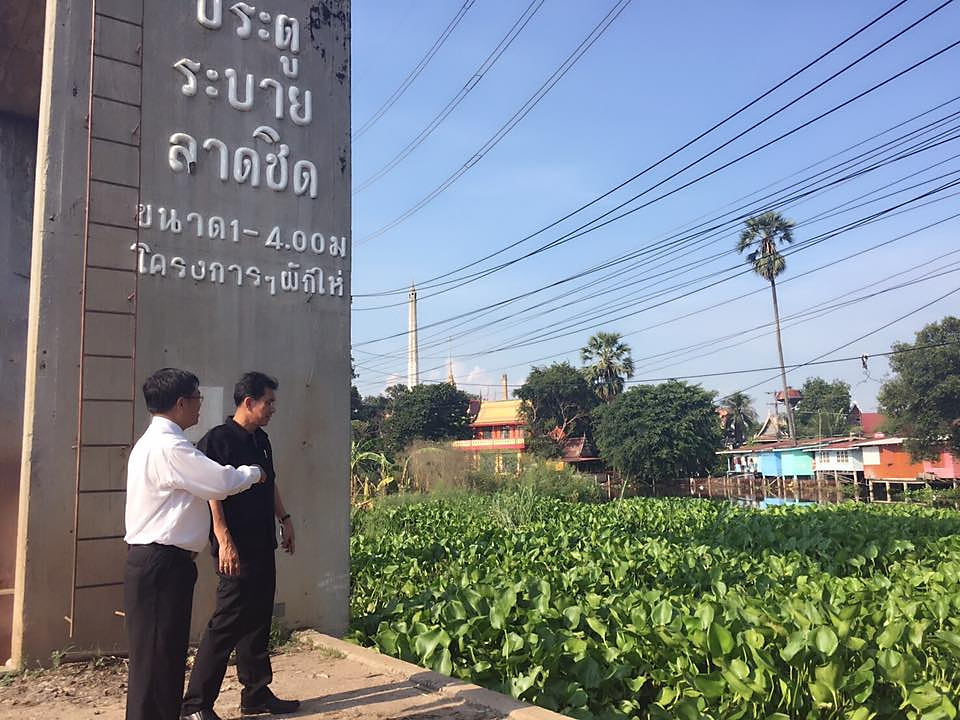 ประตู
ระบาย
ลาดชิด
ขนาด1-4.00ม
โครงการฯผักไห่